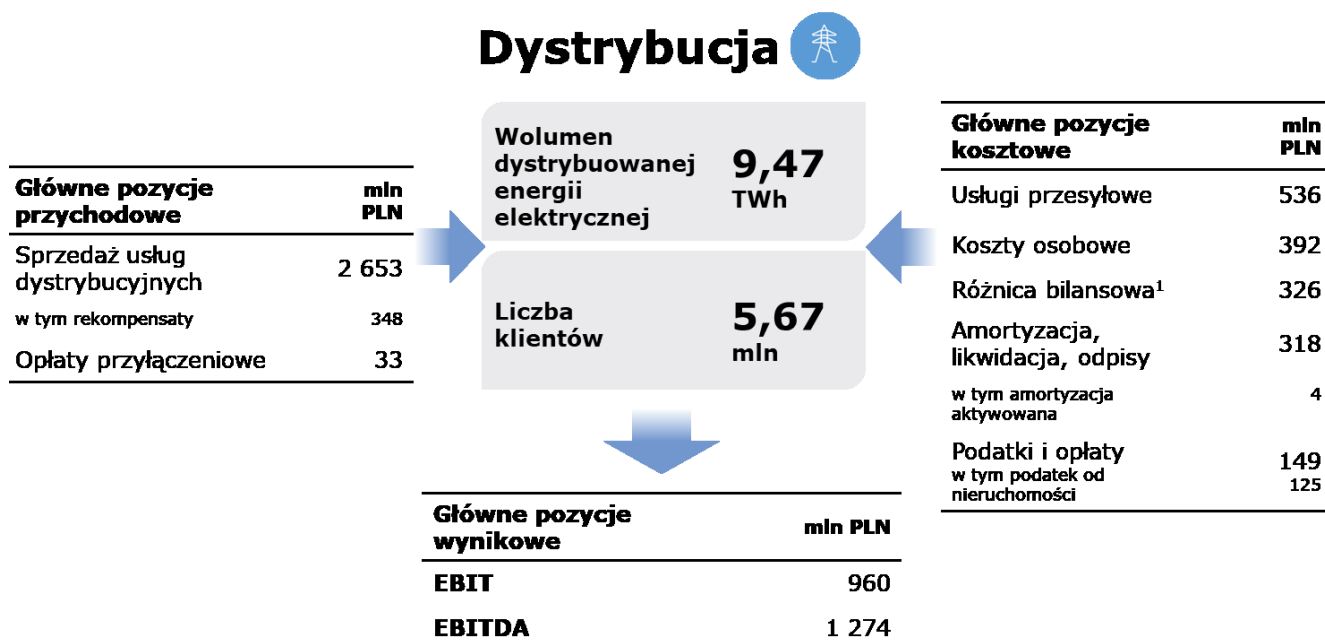 Dystrybucja
Główne pozycje
przychodowe
mln
PLN
Sprzedaż usług
dystrybucyjnych
2 653
w tym rekompensaty 348
Opłaty przyłączeniowe 33
Wolumen
dystrybuowanej
energii
elektrycznej
9,47
TWh
Liczba
klientów
5,67
mln
Główne pozycje
kosztowe
mln
PLN
Usługi przesyłowe 536
Koszty osobowe 392
Różnica bilansowa¹ 326
Amortyzacja,
likwidacja, odpisy
318
w tym amortyzacja
aktywowana
4
Podatki i opłaty 149
w tym podatek od
nieruchomości
125
Główne pozycje
wynikowe
mln PLN
EBIT 960
EBITDA 1 274